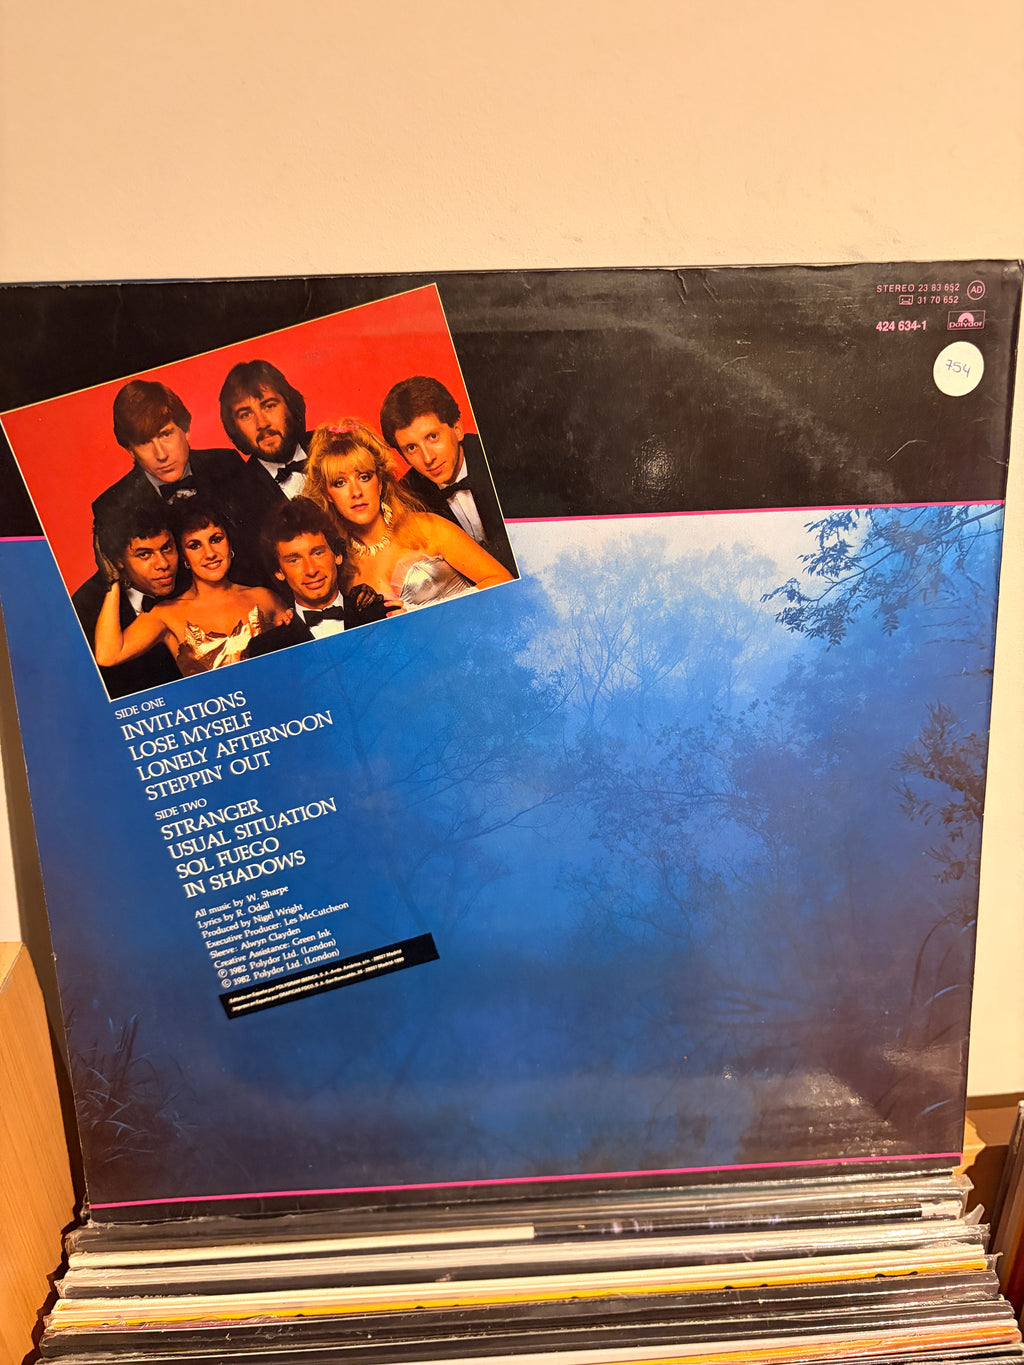 STEREO 23 83 652 AD
31 70 652
424 634-1 polydor
754
SIDE ONE
INVITATIONS
LOSE MYSELF
LONELY AFTERNOON
STEPPIN' OUT
SIDE TWO
STRANGER
USUAL SITUATION
SOL FUEGO
IN SHADOWS
All music by W. Sharpe
Lyrics by R. Odell
Produced by Nigel Wright
Executive Producer: Les McCutcheon
Sleeve: Alwyn Clayden
Creative Assistance: Green Ink
℗ 1982 Polydor Ltd. (London)
© 1982 Polydor Ltd. (London)